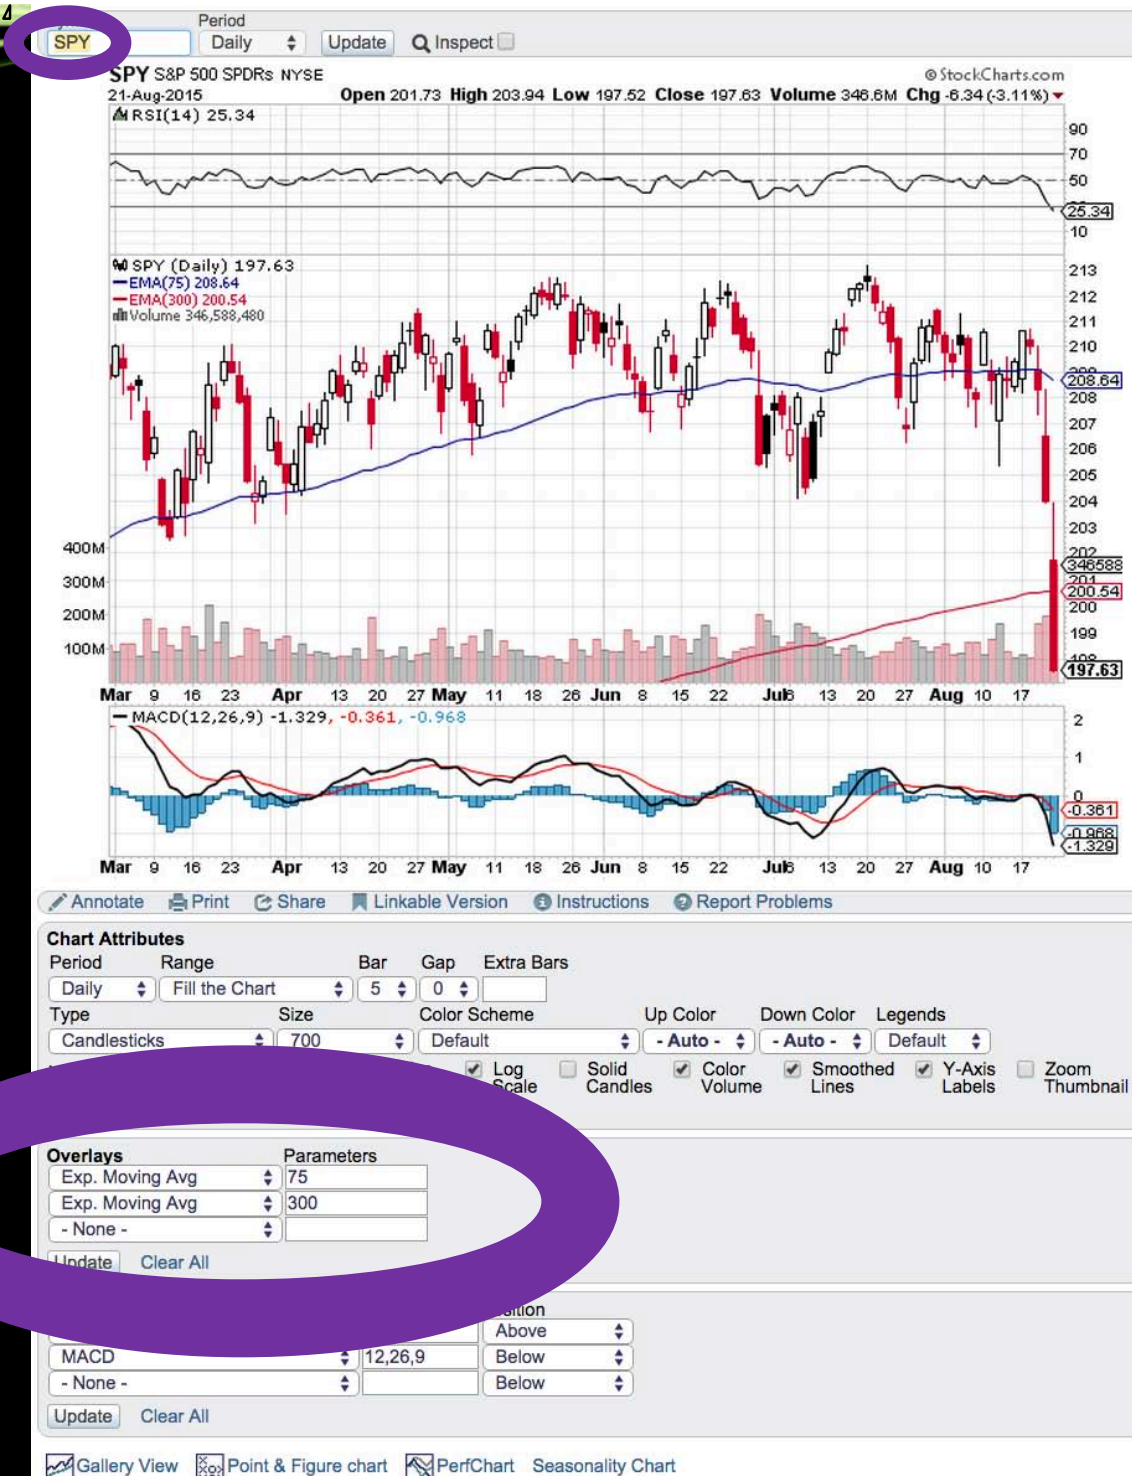 SPY
Period
Daily
Update
Inspect
SPY S&P 500 SPDRs NYSE
© StockCharts.com
21-Aug-2015
Open 201.73 High 203.94 Low 197.52 Close 197.63 Volume 346.6M Chg -6.34 (-3.11%)
RSI(14) 25.34
90
70
50
25.34
10
SPY (Daily) 197.63
EMA(75) 208.64
EMA(300) 200.54
Volume 346,588,480
213
212
211
210
208.64
208
207
206
205
204
203
202
346588
201
200.54
200
199
197.63
400M
300M
200M
100M
Mar 9 16 23 Apr 13 20 27 May 11 18 26 Jun 8 15 22 Jul 13 20 27 Aug 10 17
MACD(12,26,9) -1.329, -0.361, -0.968
2
1
0
-0.361
-0.968
-1.329
Mar 9 16 23 Apr 13 20 27 May 11 18 26 Jun 8 15 22 Jul 13 20 27 Aug 10 17
Annotate Print Share Linkable Version Instructions Report Problems
Chart Attributes
Period Range Bar Gap Extra Bars
Daily Fill the Chart 5 0
Type Size Color Scheme Up Color Down Color Legends
Candlesticks 700 Default - Auto - - Auto - Default
Log Scale Solid Candles Color Volume Smoothed Lines Y-Axis Labels Zoom Thumbnail
Overlays Parameters
Exp. Moving Avg 75
Exp. Moving Avg 300
- None -
Update Clear All
Above
MACD 12,26,9 Below
- None - Below
Update Clear All
Gallery View Point & Figure chart PerfChart Seasonality Chart